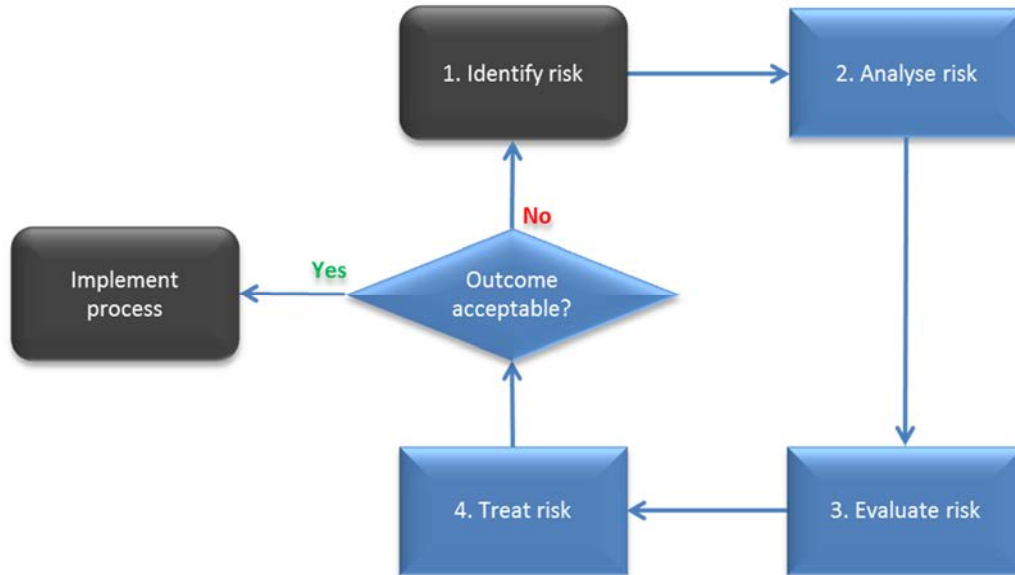 1. Identify risk
2. Analyse risk
No
Yes
Implement
process
Outcome
acceptable?
4. Treat risk
3. Evaluate risk